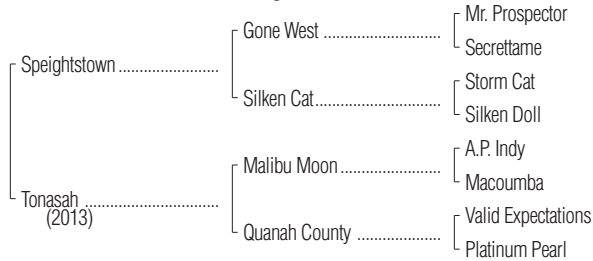 Mr. Prospector
Gone West ..............................
Secrettame
Speightstown .........................
Storm Cat
Silken Cat................................
Silken Doll
A.P. Indy
Malibu Moon .........................
Macoumba
Tonasah .................................
(2013)
Valid Expectations
Quanah County .....................
Platinum Pearl